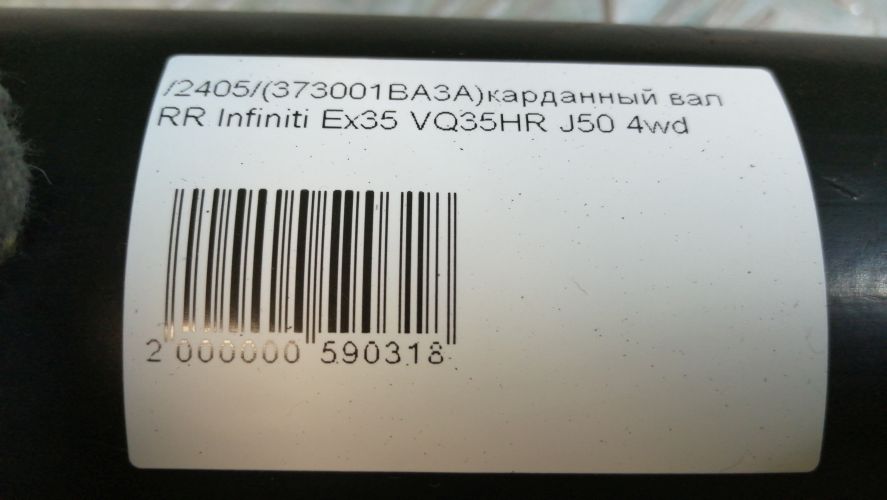 /2405/(373001BA3A)карданный вал
RR Infiniti Ex35 VQ35HR J50 4wd
2 000000 590318